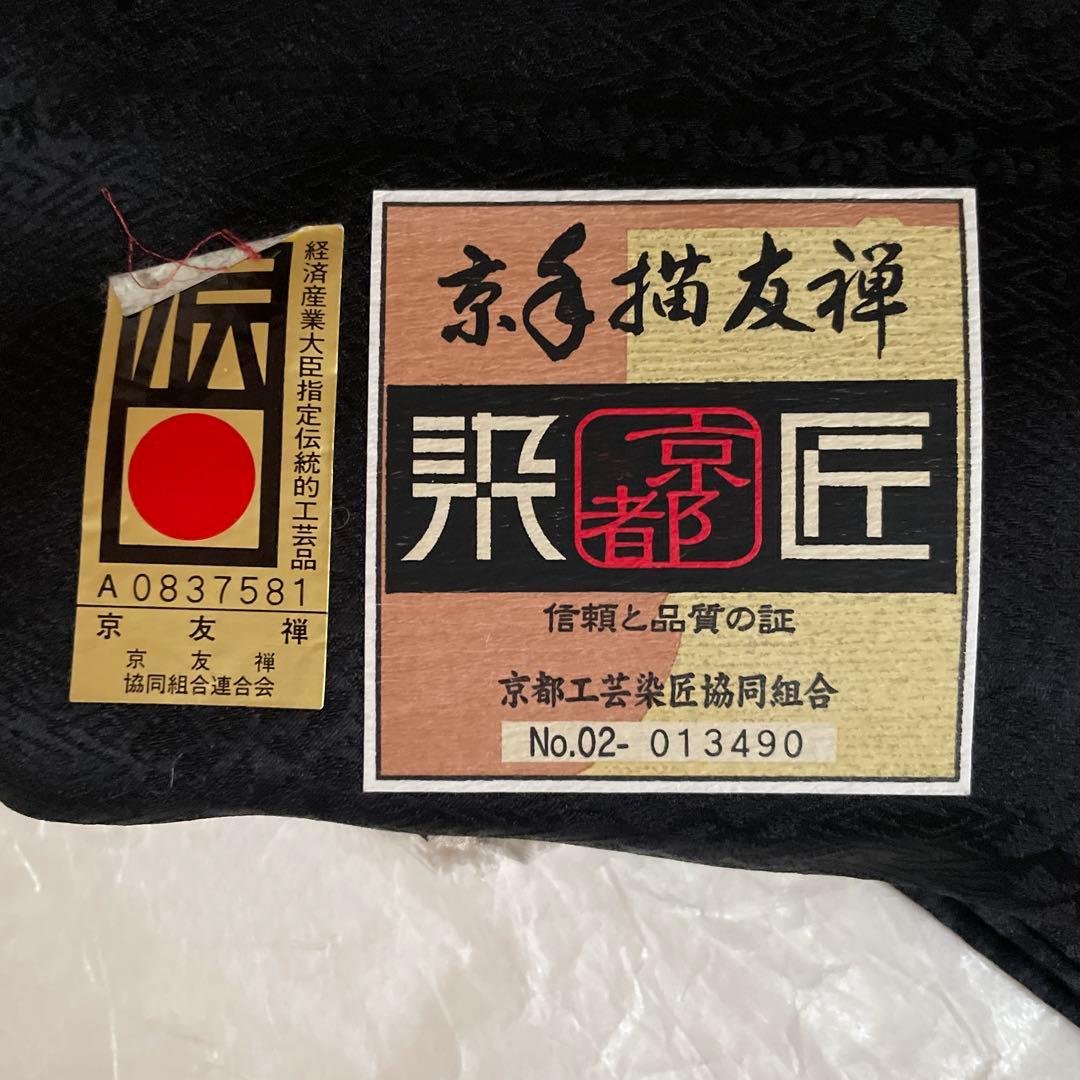 伝
経済産業大臣指定伝統的工芸品
A0837581
京友禅
京友禅
協同組合連合会
京手描友禅
染京都匠
信頼と品質の証
京都工芸染匠協同組合
No.02- 013490